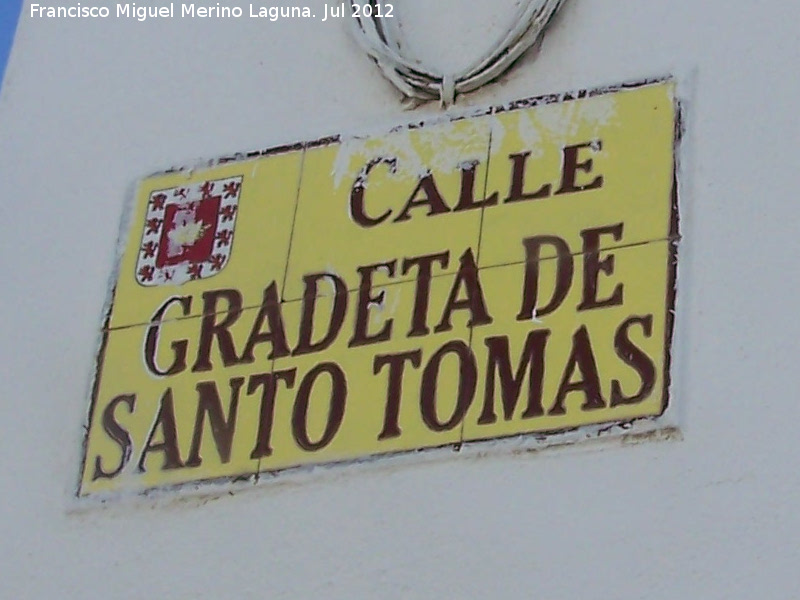 Francisco Miguel Merino Laguna. Jul 2012
CALLE
GRADETA DE
SANTO TOMAS